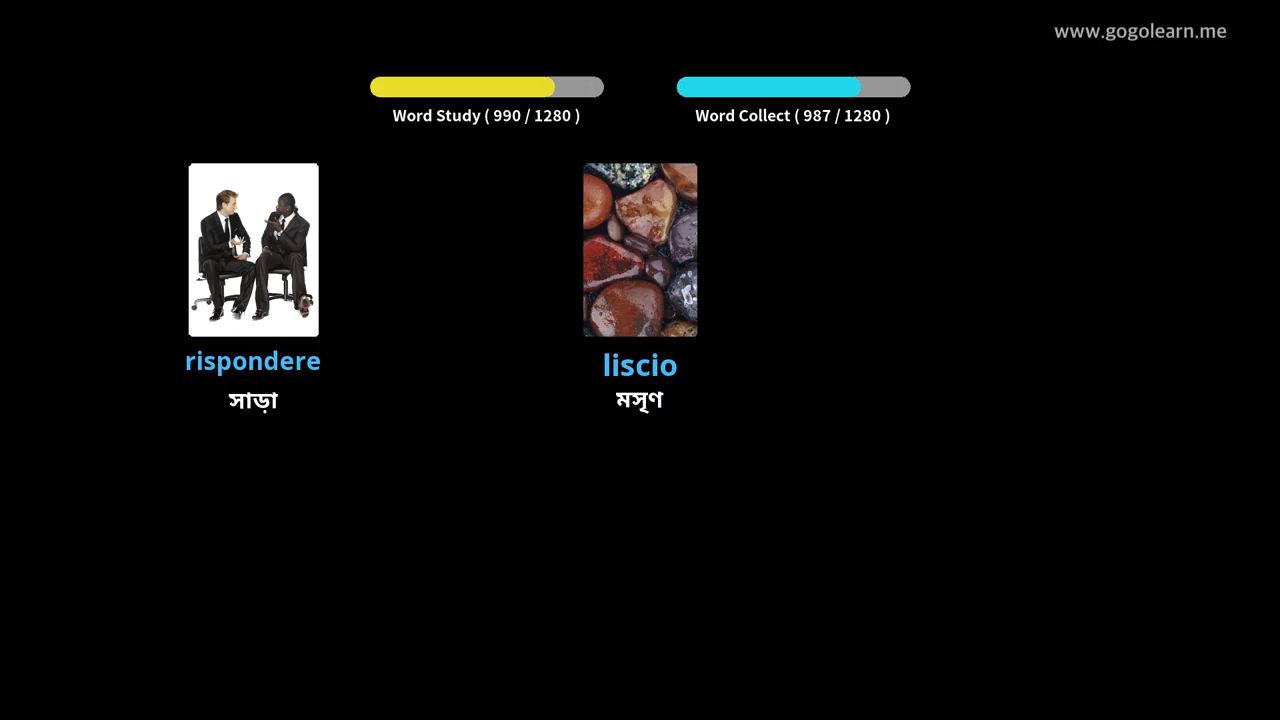 www.gogolearn.me
Word Study ( 990 / 1280 )
Word Collect ( 987 / 1280 )
rispondere
সাড়া
liscio
মসৃণ